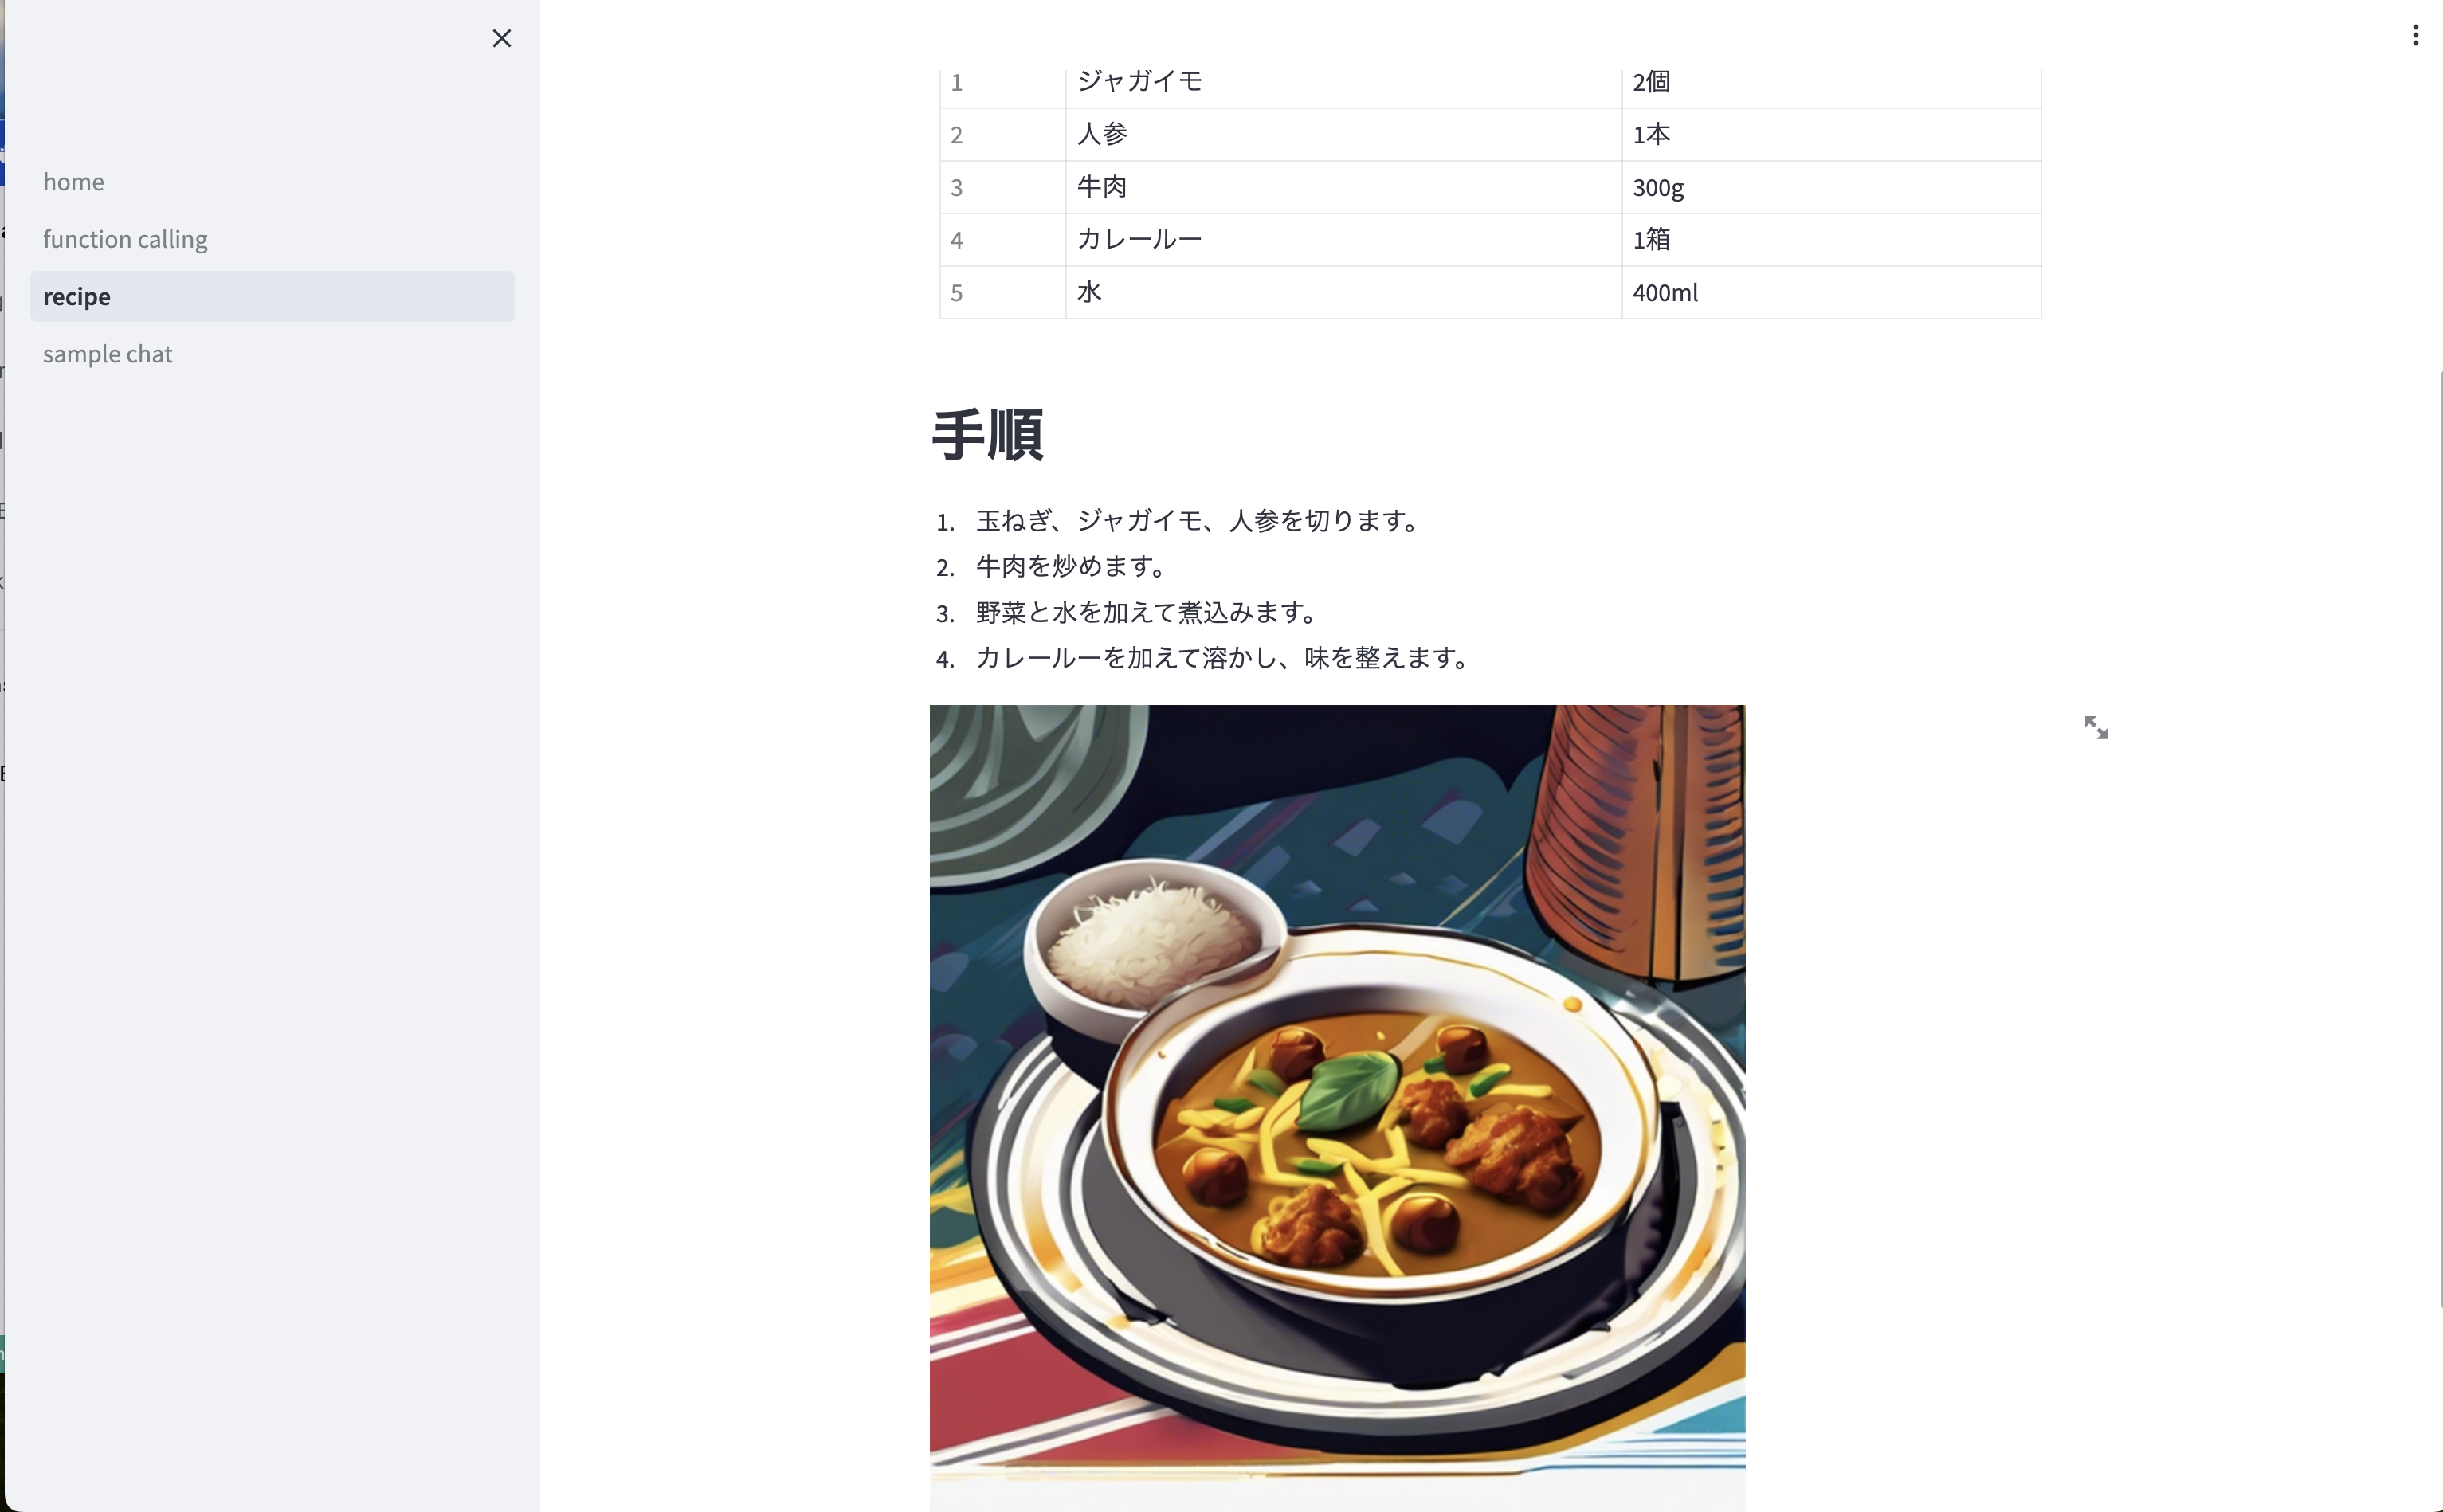 home
function calling
recipe
sample chat
1 ジャガイモ 2個
2 人参 1本
3 牛肉 300g
4 カレールー 1箱
5 水 400ml
手順
1. 玉ねぎ、ジャガイモ、人参を切ります。
2. 牛肉を炒めます。
3. 野菜と水を加えて煮込みます。
4. カレールーを加えて溶かし、味を整えます。